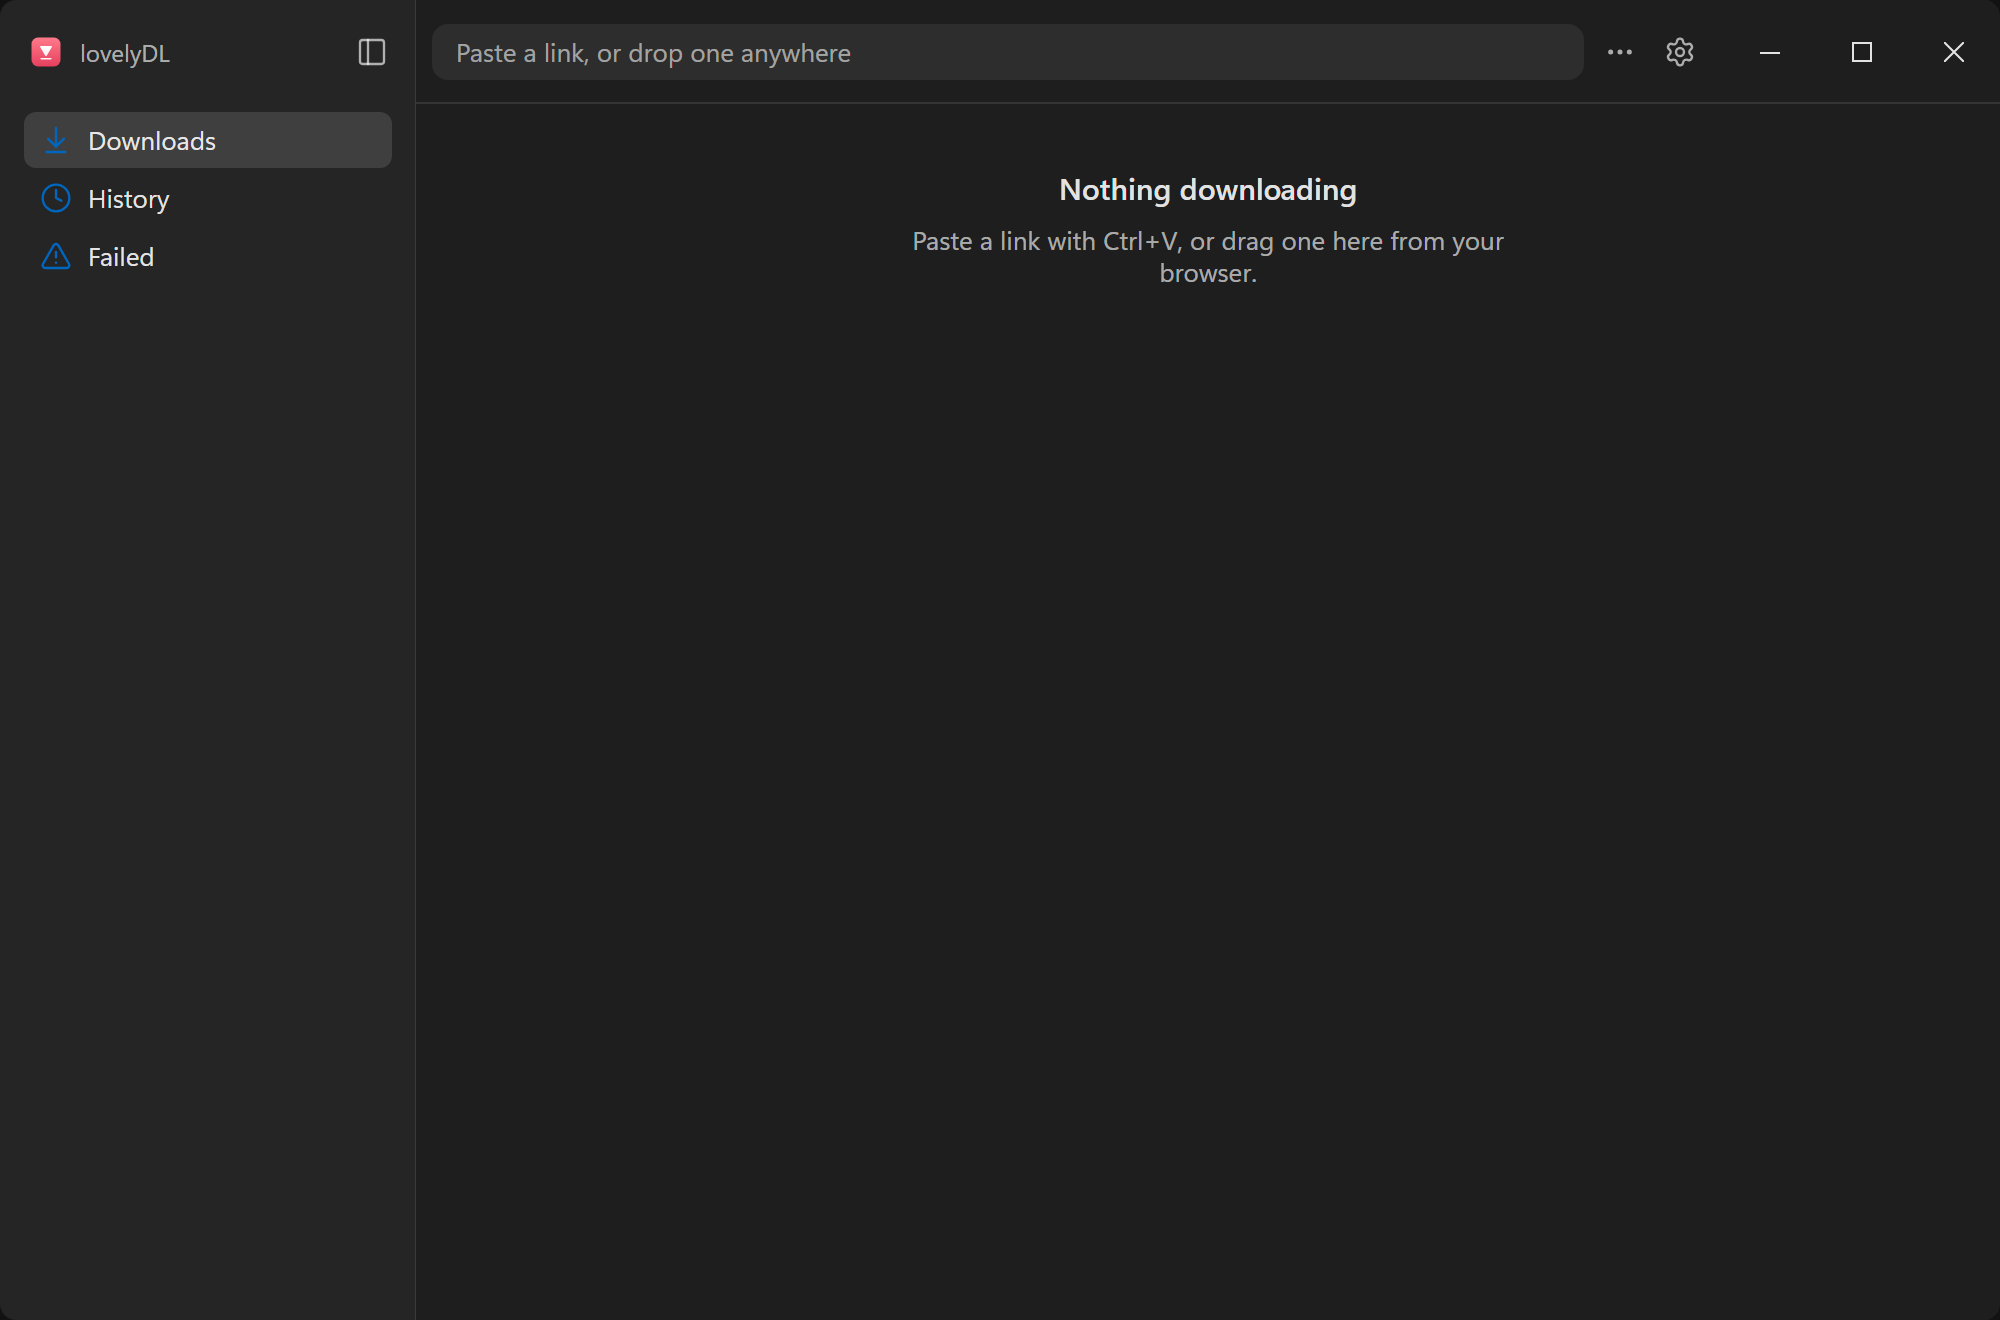 lovelyDL
Paste a link, or drop one anywhere
Downloads
History
Failed
Nothing downloading
Paste a link with Ctrl+V, or drag one here from your
browser.